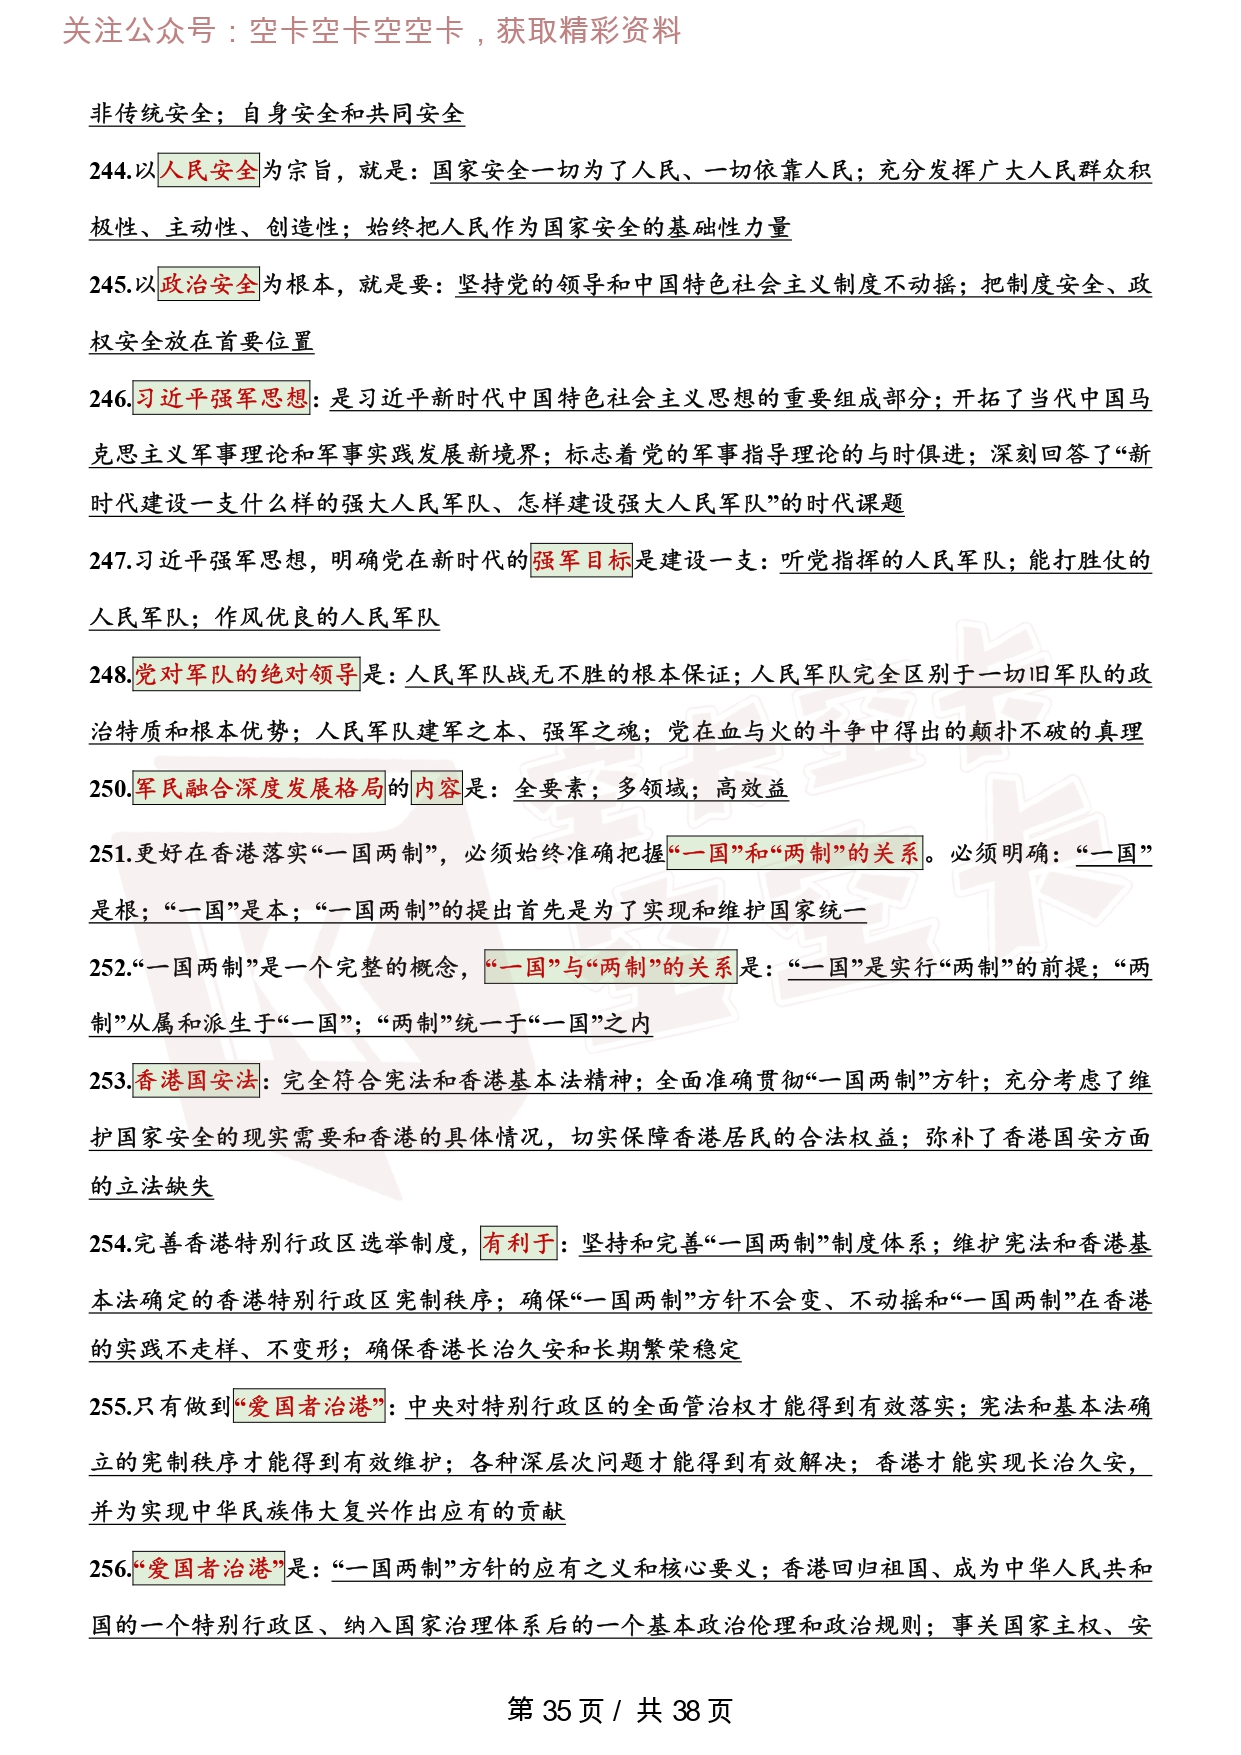 关注公众号：空卡空卡空空卡，获取精彩资料
非传统安全；自身安全和共同安全
244.以人民安全为宗旨，就是：国家安全一切为了人民、一切依靠人民；充分发挥广大人民群众积
极性、主动性、创造性；始终把人民作为国家安全的基础性力量
245.以政治安全为根本，就是要：坚持党的领导和中国特色社会主义制度不动摇；把制度安全、政
权安全放在首要位置
246.习近平强军思想：是习近平新时代中国特色社会主义思想的重要组成部分；开拓了当代中国马
克思主义军事理论和军事实践发展新境界；标志着党的军事指导理论的与时俱进；深刻回答了“新
时代建设一支什么样的强大人民军队、怎样建设强大人民军队”的时代课题
247.习近平强军思想，明确党在新时代的强军目标是建设一支：听党指挥的人民军队；能打胜仗的
人民军队；作风优良的人民军队
248.党对军队的绝对领导是：人民军队战无不胜的根本保证；人民军队完全区别于一切旧军队的政
治特质和根本优势；人民军队建军之本、强军之魂；党在血与火的斗争中得出的颠扑不破的真理
250.军民融合深度发展格局的内容是：全要素；多领域；高效益
251.更好在香港落实“一国两制”，必须始终准确把握“一国”和“两制”的关系。必须明确：“一国”
是根；“一国”是本；“一国两制”的提出首先是为了实现和维护国家统一
252.“一国两制”是一个完整的概念，“一国”与“两制”的关系是：“一国”是实行“两制”的前提；“两
制”从属和派生于“一国”；“两制”统一于“一国”之内
253.香港国安法：完全符合宪法和香港基本法精神；全面准确贯彻“一国两制”方针；充分考虑了维
护国家安全的现实需要和香港的具体情况，切实保障香港居民的合法权益；弥补了香港国安方面
的立法缺失
254.完善香港特别行政区选举制度，有利于：坚持和完善“一国两制”制度体系；维护宪法和香港基
本法确定的香港特别行政区宪制秩序；确保“一国两制”方针不会变、不动摇和“一国两制”在香港
的实践不走样、不变形；确保香港长治久安和长期繁荣稳定
255.只有做到“爱国者治港”：中央对特别行政区的全面管治权才能得到有效落实；宪法和基本法确
立的宪制秩序才能得到有效维护；各种深层次问题才能得到有效解决；香港才能实现长治久安，
并为实现中华民族伟大复兴作出应有的贡献
256.“爱国者治港”是：“一国两制”方针的应有之义和核心要义；香港回归祖国、成为中华人民共和
国的一个特别行政区、纳入国家治理体系后的一个基本政治伦理和政治规则；事关国家主权、安
空卡空卡
空空卡
第 35 页 / 共 38 页